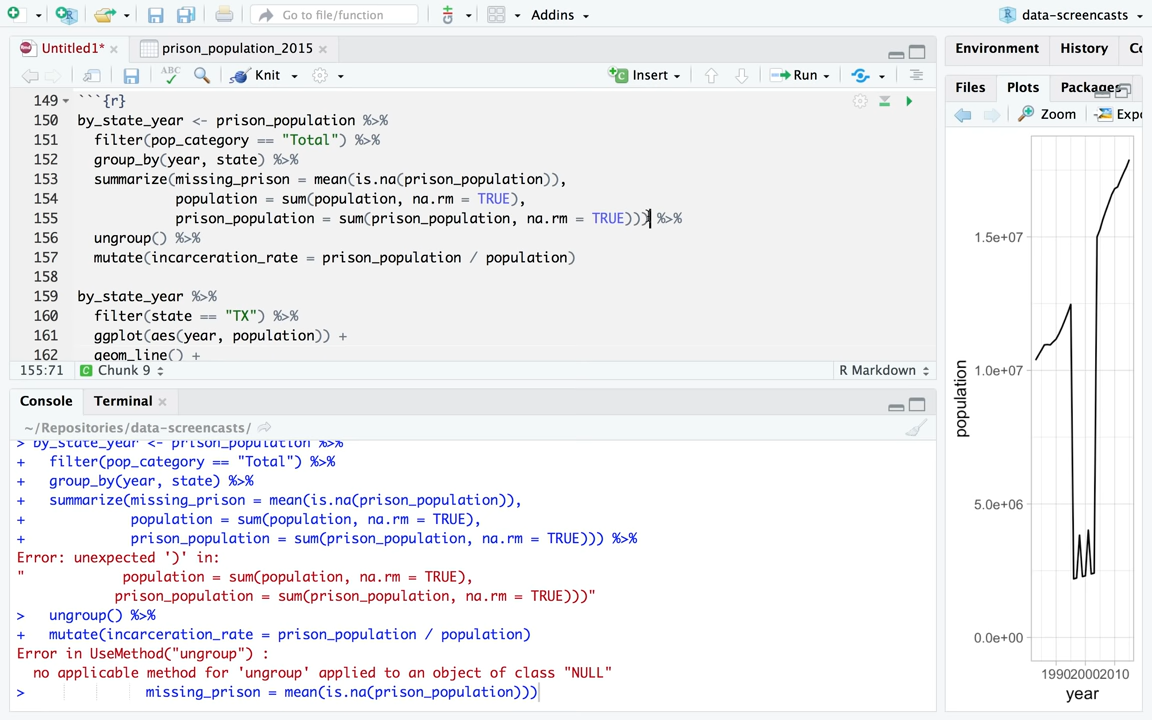 Go to file/function
Addins
data-screencasts
Untitled1*
prison_population_2015
ABC
Knit
Insert
Run
149 ```{r}
150 by_state_year <- prison_population %>%
151 filter(pop_category == "Total") %>%
152 group_by(year, state) %>%
153 summarize(missing_prison = mean(is.na(prison_population)),
154 population = sum(population, na.rm = TRUE),
155 prison_population = sum(prison_population, na.rm = TRUE))) %>%
156 ungroup() %>%
157 mutate(incarceration_rate = prison_population / population)
158
159 by_state_year %>%
160 filter(state == "TX") %>%
161 ggplot(aes(year, population)) +
162 geom_line() +
155:71 Chunk 9 R Markdown
Console Terminal
~/Repositories/data-screencasts/
> by_state_year <- prison_population %>%
+ filter(pop_category == "Total") %>%
+ group_by(year, state) %>%
+ summarize(missing_prison = mean(is.na(prison_population)),
+ population = sum(population, na.rm = TRUE),
+ prison_population = sum(prison_population, na.rm = TRUE))) %>%
Error: unexpected ')' in:
" population = sum(population, na.rm = TRUE),
prison_population = sum(prison_population, na.rm = TRUE)))"
> ungroup() %>%
+ mutate(incarceration_rate = prison_population / population)
Error in UseMethod("ungroup") :
no applicable method for 'ungroup' applied to an object of class "NULL"
> missing_prison = mean(is.na(prison_population)))
Environment History Co
Files Plots Packages
Zoom Expo
population
1.5e+07
1.0e+07
5.0e+06
0.0e+00
199020002010
year